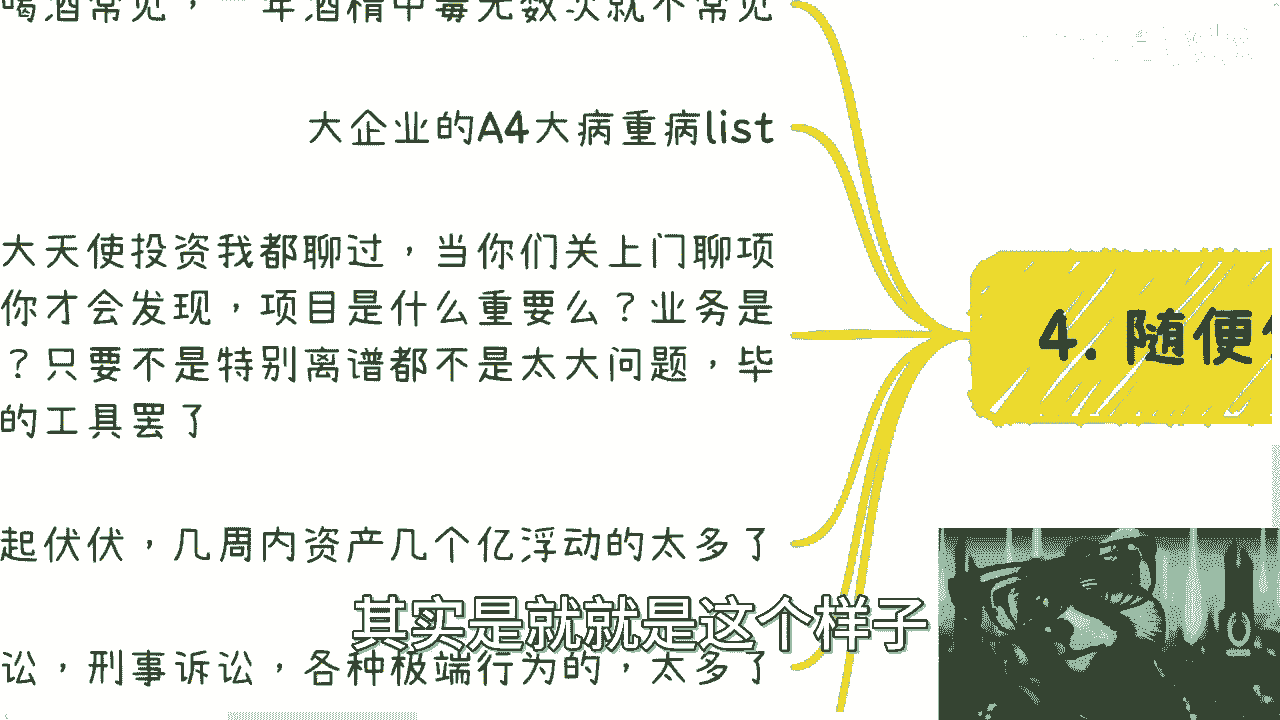 喝酒常见，一年酒精中毒无数次就不常见
大企业的A4大病重病list
大天使投资我都聊过，当你们关上门聊项
你才会发现，项目是什么重要么？业务是
？只要不是特别离谱都不是太大问题，毕
的工具罢了
4. 随便
起伏伏，几周内资产几个亿浮动的太多了
其实是就就是这个样子
讼，刑事诉讼，各种极端行为的，太多了